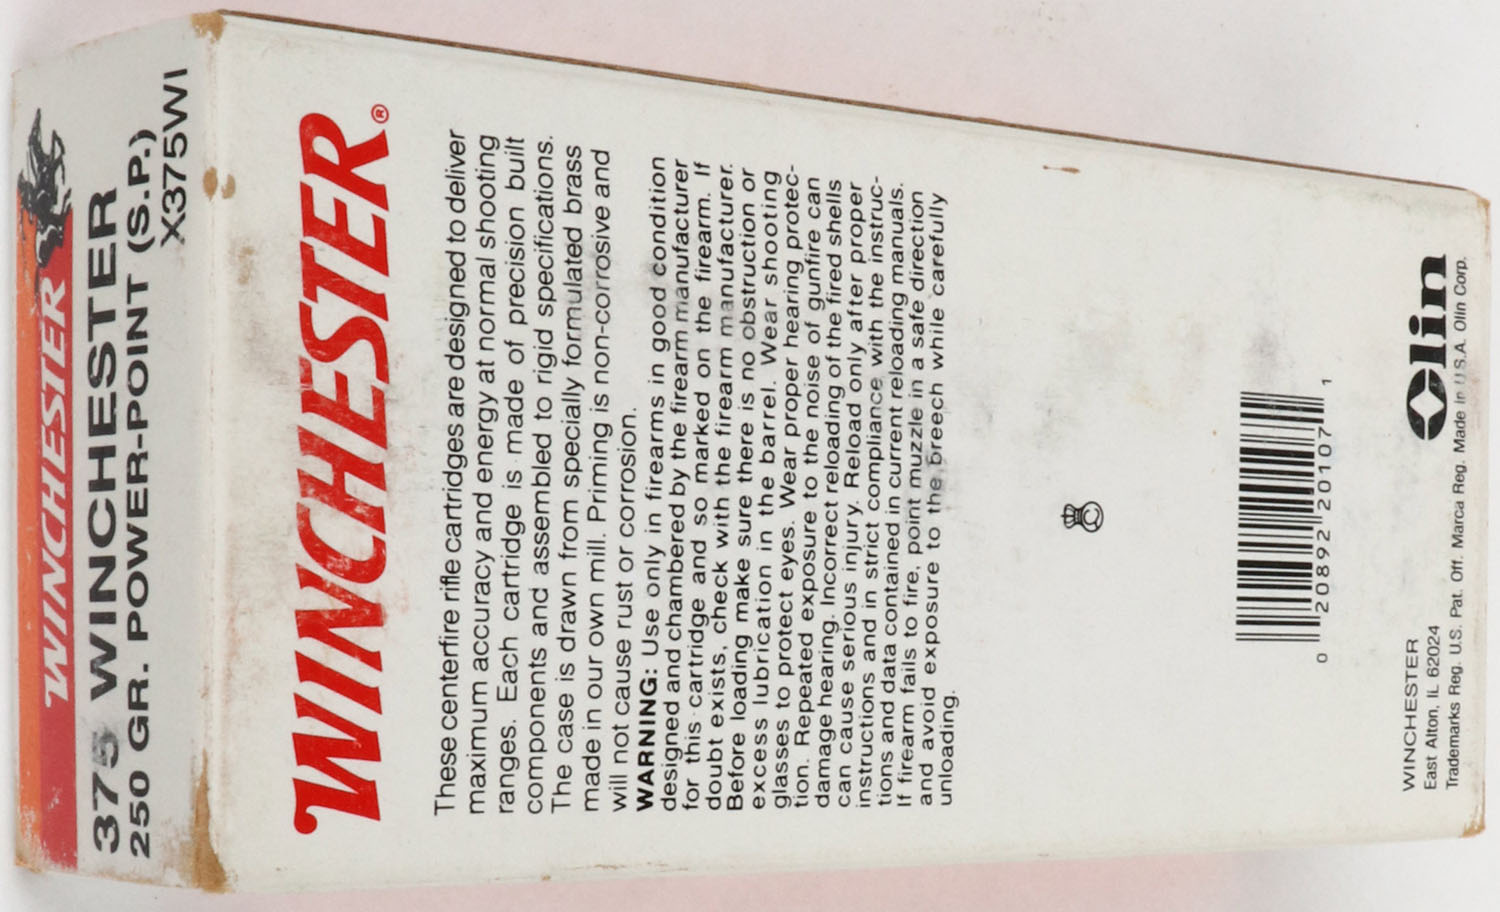 WINCHESTER
375 WINCHESTER
250 GR. POWER-POINT (S.P.)
X375WI
WINCHESTER®
These centerfire rifle cartridges are designed to deliver
maximum accuracy and energy at normal shooting
ranges. Each cartridge is made of precision built
components and assembled to rigid specifications.
The case is drawn from specially formulated brass
made in our own mill. Priming is non-corrosive and
will not cause rust or corrosion.
WARNING: Use only in firearms in good condition
designed and chambered by the firearm manufacturer
for this cartridge and so marked on the firearm. If
doubt exists, check with the firearm manufacturer.
Before loading make sure there is no obstruction or
excess lubrication in the barrel. Wear shooting
glasses to protect eyes. Wear proper hearing protec-
tion. Repeated exposure to the noise of gunfire can
damage hearing. Incorrect reloading of the fired shells
can cause serious injury. Reload only after proper
instructions and in strict compliance with the instruc-
tions and data contained in current reloading manuals.
If firearm fails to fire, point muzzle in a safe direction
and avoid exposure to the breech while carefully
unloading.
0 20892 20107 1
WINCHESTER
East Alton, IL 62024
Olin
Trademarks Reg. U.S. Pat. Off. Marca Reg. Made in U.S.A. Olin Corp.